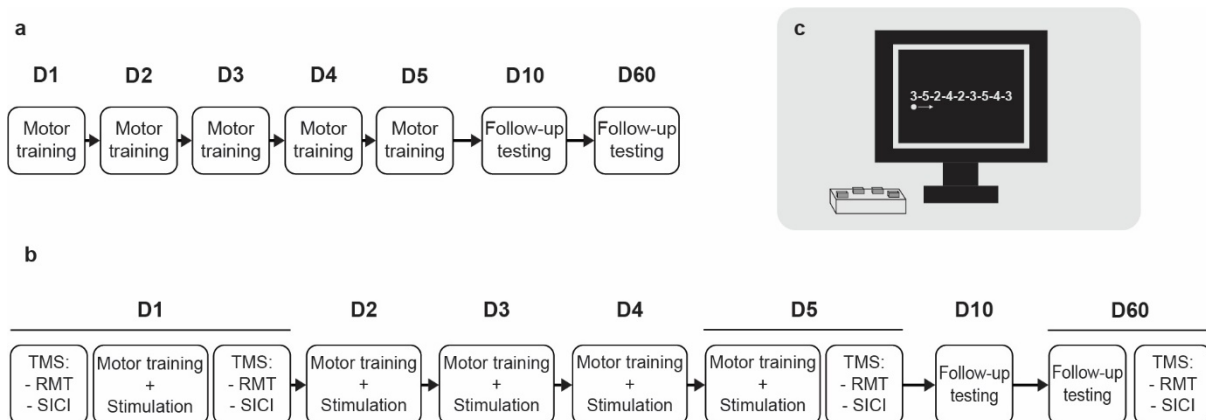 a
D1 D2 D3 D4 D5 D10 D60
Motor training
Motor training
Motor training
Motor training
Motor training
Follow-up testing
Follow-up testing
c
3-5-2-4-2-3-5-4-3
b
D1 D2 D3 D4 D5 D10 D60
TMS:
- RMT
- SICI
Motor training
+
Stimulation
TMS:
- RMT
- SICI
Motor training
+
Stimulation
Motor training
+
Stimulation
Motor training
+
Stimulation
Motor training
+
Stimulation
TMS:
- RMT
- SICI
Follow-up
testing
Follow-up
testing
TMS:
- RMT
- SICI